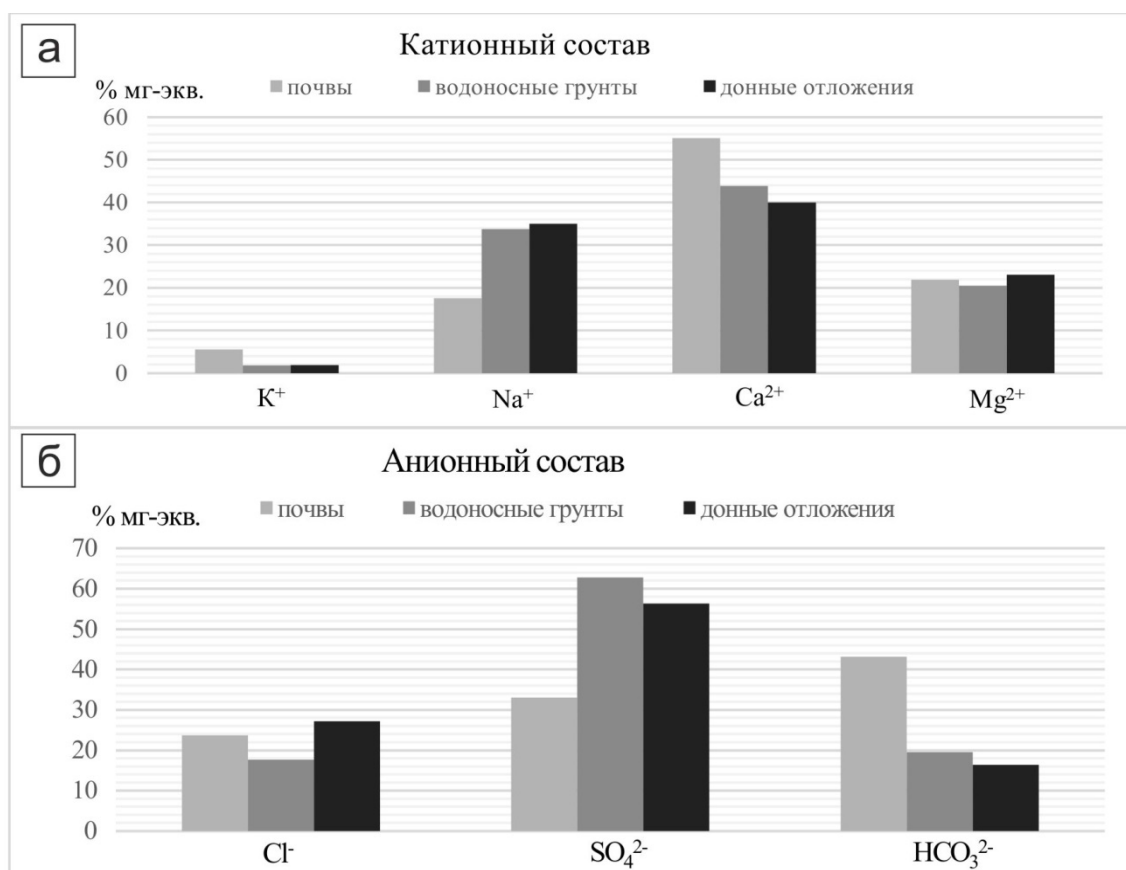 а
Катионный состав
% мг-экв.
почвы водоносные грунты донные отложения
60
50
40
30
20
10
0
K⁺ Na⁺ Ca²⁺ Mg²⁺
б
Анионный состав
% мг-экв.
почвы водоносные грунты донные отложения
70
60
50
40
30
20
10
0
Cl⁻ SO₄²⁻ HCO₃²⁻